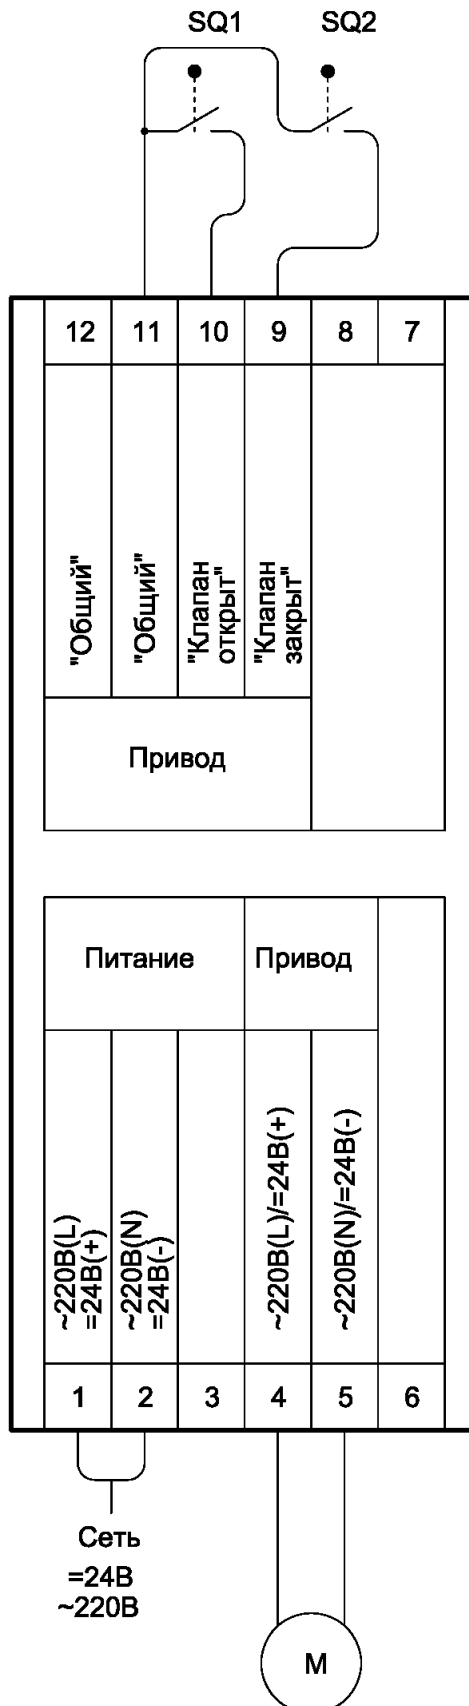 SQ1 SQ2
12 11 10 9 8 7
"Общий"
"Общий"
"Клапан
открыт"
"Клапан
закрыт"
Привод
Питание Привод
~220В(L)
=24В(+)
~220В(N)
=24В(-)
~220В(L)/=24В(+)
~220В(N)/=24В(-)
1 2 3 4 5 6
Сеть
=24В
~220В
М